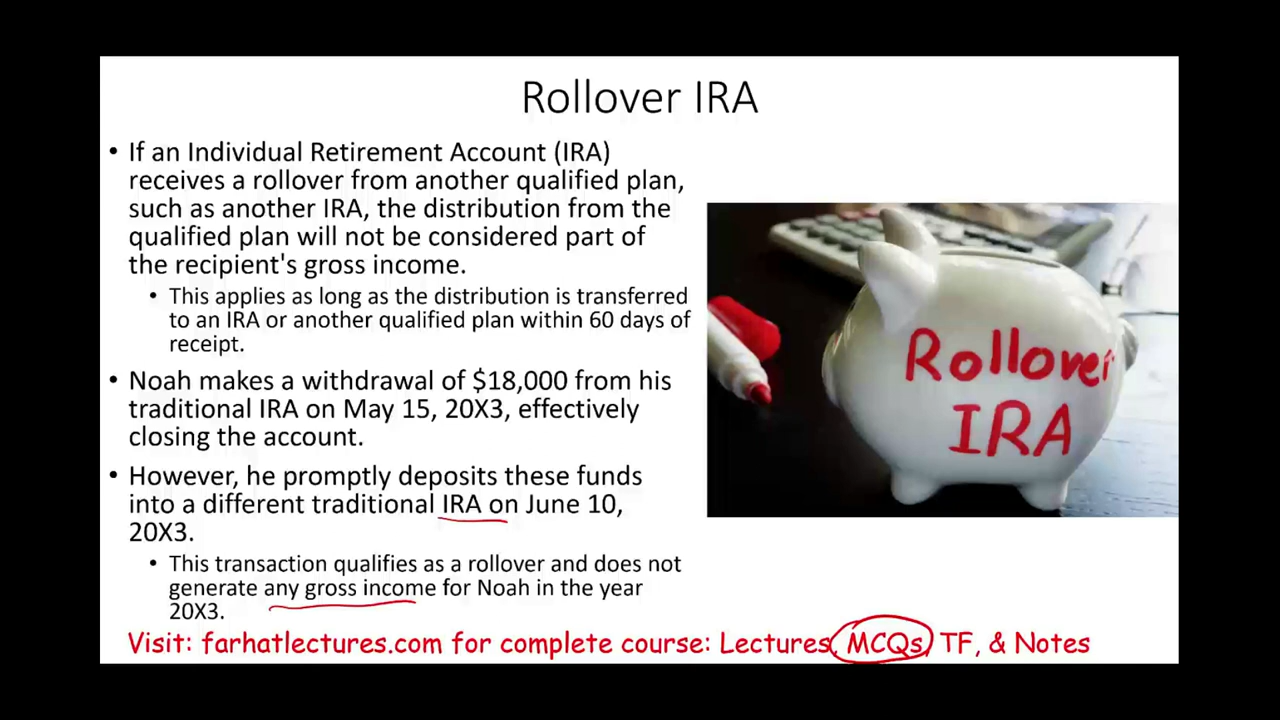 Rollover IRA
• If an Individual Retirement Account (IRA)
receives a rollover from another qualified plan,
such as another IRA, the distribution from the
qualified plan will not be considered part of
the recipient's gross income.
• This applies as long as the distribution is transferred
to an IRA or another qualified plan within 60 days of
receipt.
• Noah makes a withdrawal of $18,000 from his
traditional IRA on May 15, 20X3, effectively
closing the account.
• However, he promptly deposits these funds
into a different traditional IRA on June 10,
20X3.
• This transaction qualifies as a rollover and does not
generate any gross income for Noah in the year
20X3.
Rollover
IRA
Visit: farhatlectures.com for complete course: Lectures, MCQs, TF, & Notes